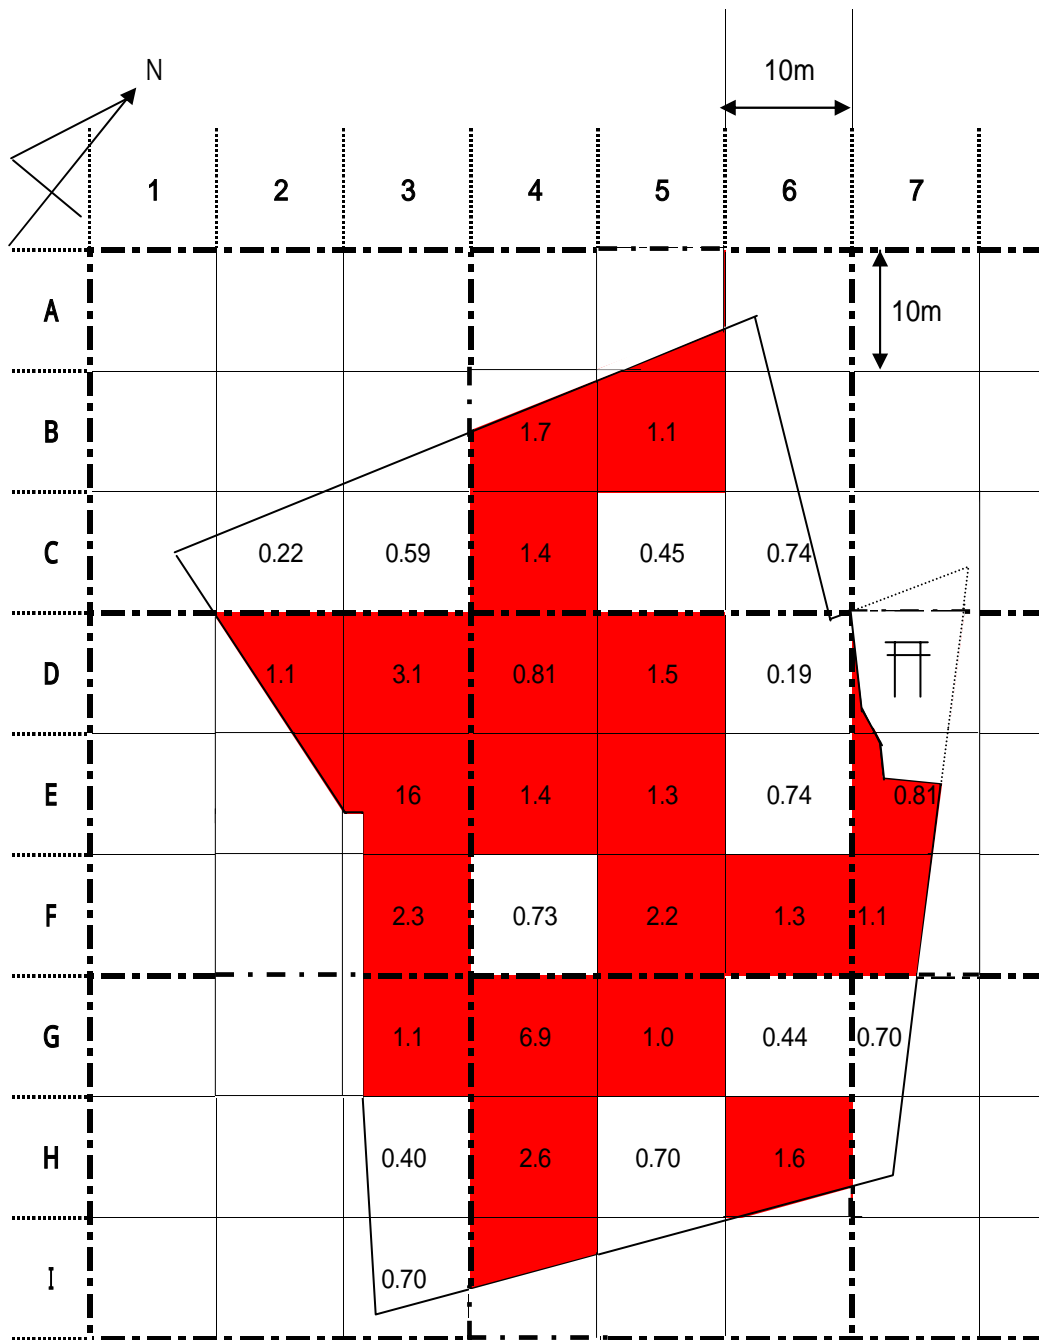 N
10m
1 2 3 4 5 6 7
A 10m
B 1.7 1.1
C 0.22 0.59 1.4 0.45 0.74
D 1.1 3.1 0.81 1.5 0.19
E 16 1.4 1.3 0.74 0.81
F 2.3 0.73 2.2 1.3 1.1
G 1.1 6.9 1.0 0.44 0.70
H 0.40 2.6 0.70 1.6
I 0.70